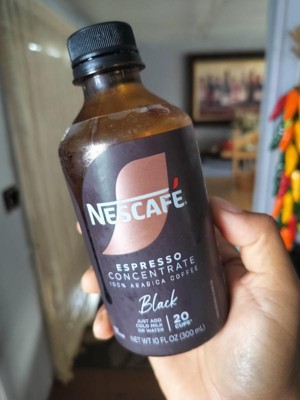 NESCAFÉ
ESPRESSO
CONCENTRATE
100% ARABICA COFFEE
Black
JUST ADD
COLD MILK
OR WATER
20
CUPS*
NET WT 10 FL OZ (300 mL)